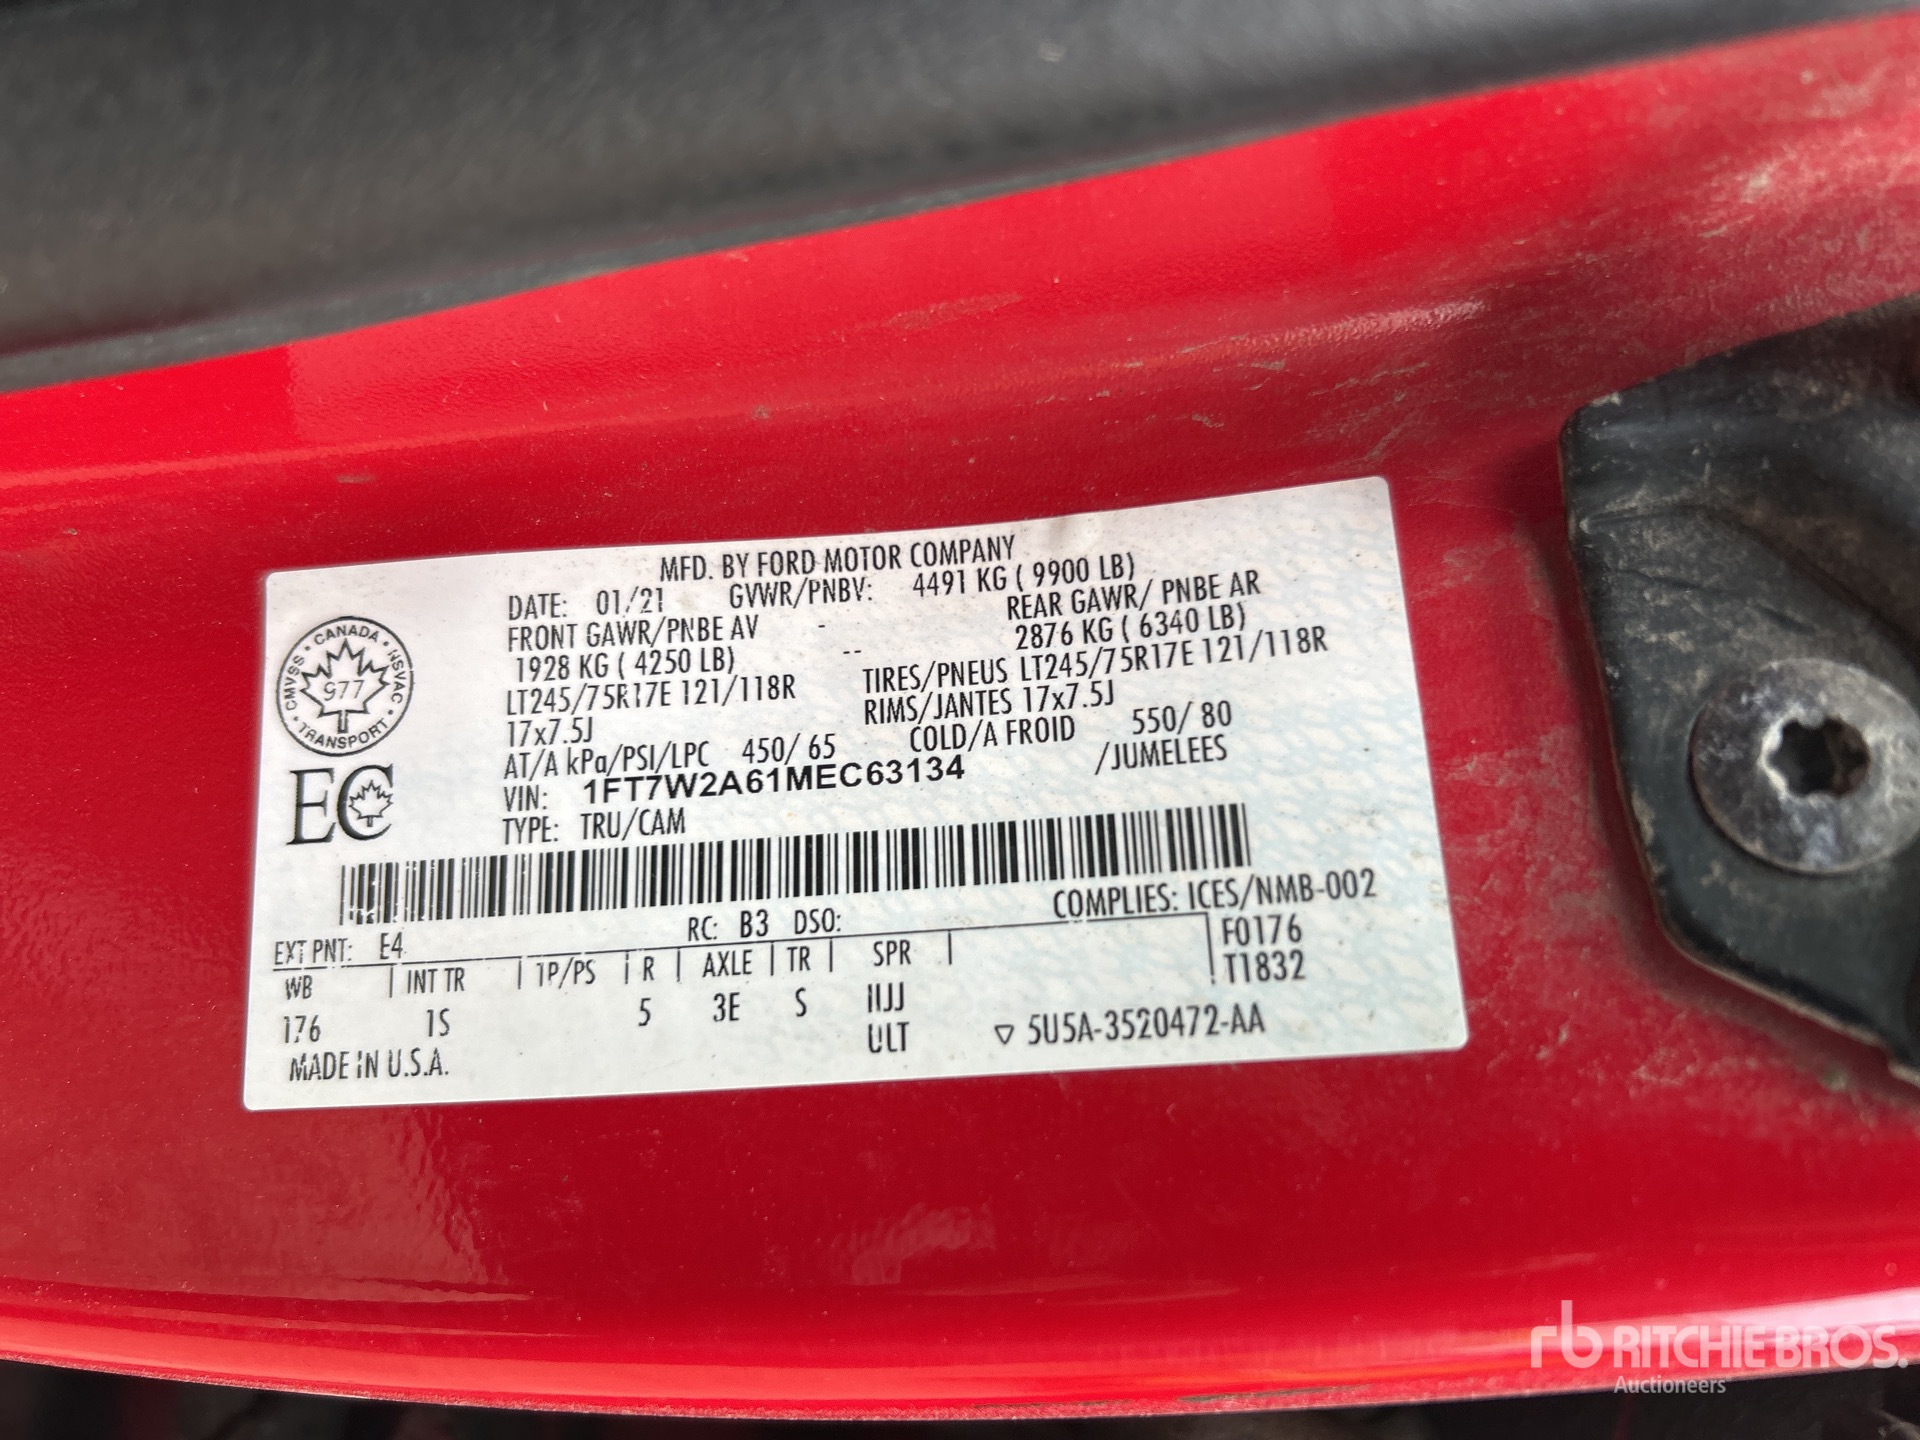 MFD. BY FORD MOTOR COMPANY
DATE: 01/21 GVWR/PNBV: 4491 KG ( 9900 LB)
FRONT GAWR/PNBE AV - REAR GAWR/ PNBE AR
1928 KG ( 4250 LB) -- 2876 KG ( 6340 LB)
LT245/75R17E 121/118R TIRES/PNEUS LT245/75R17E 121/118R
17x7.5J RIMS/JANTES 17x7.5J
AT/A kPa/PSI/LPC 450/ 65 COLD/A FROID 550/ 80
VIN: 1FT7W2A61MEC63134 /JUMELEES
TYPE: TRU/CAM
CANADA
CMVSS
977
NSVAC
TRANSPORT
EC
COMPLIES: ICES/NMB-002
EXT PNT: E4 RC: B3 DSO: F0176
WB | INT TR | TP/PS | R | AXLE | TR | SPR | T1832
176 1S 5 3E S IIJJ
ULT ▽ 5U5A-3520472-AA
MADE IN U.S.A.
rb RITCHIE BROS.
Auctioneers